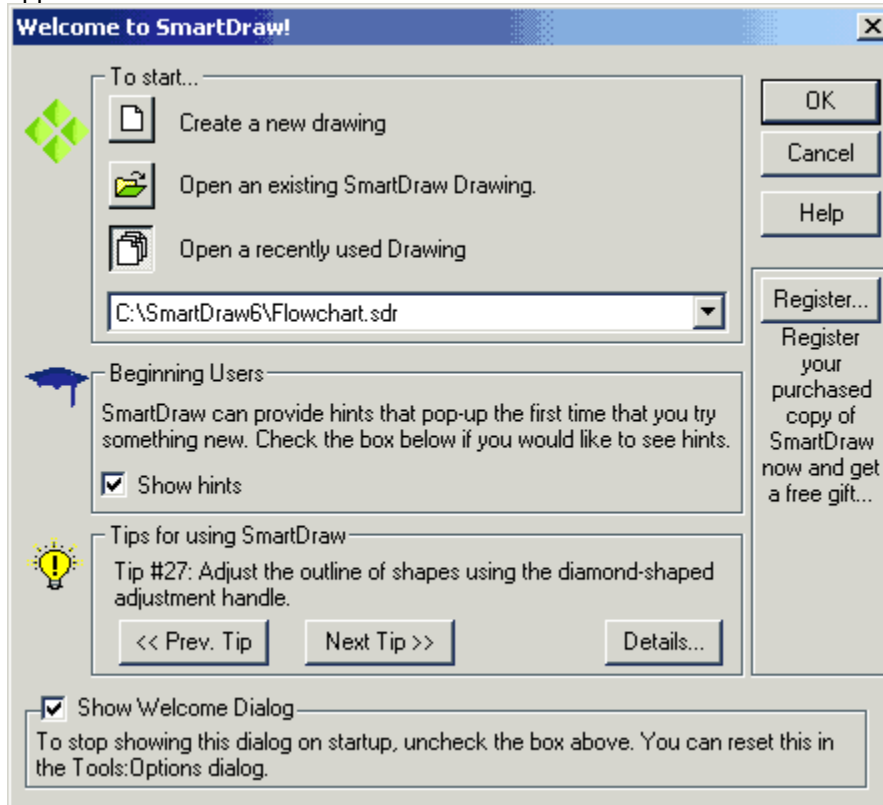 Welcome to SmartDraw!
To start...
Create a new drawing
Open an existing SmartDraw Drawing.
Open a recently used Drawing
C:\SmartDraw6\Flowchart.sdr
OK
Cancel
Help
Register...
Register
your
purchased
copy of
SmartDraw
now and get
a free gift...
Beginning Users
SmartDraw can provide hints that pop-up the first time that you try
something new. Check the box below if you would like to see hints.
Show hints
Tips for using SmartDraw
Tip #27: Adjust the outline of shapes using the diamond-shaped
adjustment handle.
<< Prev. Tip
Next Tip >>
Details...
Show Welcome Dialog
To stop showing this dialog on startup, uncheck the box above. You can reset this in
the Tools:Options dialog.